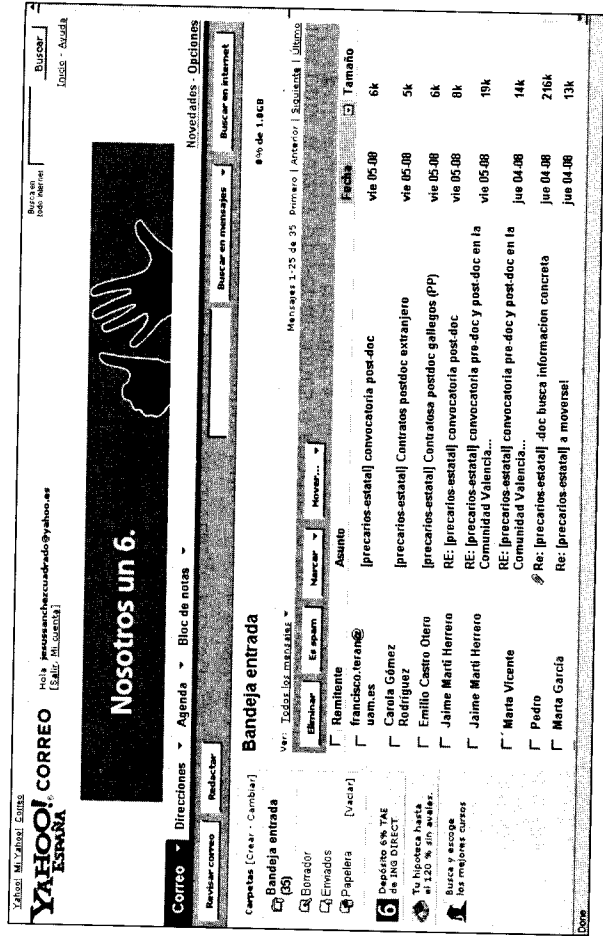 Yahoo! Mi Yahoo! Correo
YAHOO! CORREO
ESPAÑA
Hola jesussanchezcuadrado@yahoo.es
[Salir, Mi cuenta]
Busca en
todo internet
Buscar
Inicio - Ayuda
Nosotros un 6.
Correo Direcciones Agenda Bloc de notas
Novedades - Opciones
Revisar correo Redactar Buscar en mensajes Buscar en internet
Carpetas [Crear - Cambiar]
Bandeja entrada
(35)
Borrador
Enviados
Papelera [Vaciar]
6 Depósito 6% TAE
de ING DIRECT
Tu hipoteca hasta
el 120 % sin avales.
Busca y escoge
los mejores cursos
Bandeja entrada
Ver: Todos los mensajes
Mensajes 1-25 de 35 Primero | Anterior | Siguiente | Último
Eliminar Es spam Marcar Mover...
Remitente Asunto Fecha Tamaño
francisco.teran@
uam.es [precarios-estatal] convocatoria post-doc vie 05-08 6k
Carola Gómez
Rodríguez [precarios-estatal] Contratos postdoc extranjero vie 05-08 5k
Emilio Castro Otero [precarios-estatal] Contratosa postdoc gallegos (PP) vie 05-08 6k
Jaime Martí Herrero RE: [precarios-estatal] convocatoria post-doc vie 05-08 8k
Jaime Martí Herrero RE: [precarios-estatal] convocatoria pre-doc y post-doc en la
Comunidad Valencia... vie 05-08 19k
Marta Vicente RE: [precarios-estatal] convocatoria pre-doc y post-doc en la
Comunidad Valencia... jue 04-08 14k
Pedro Re: [precarios-estatal] -doc busca informacion concreta jue 04-08 216k
Marta García Re: [precarios-estatal] a moverse! jue 04-08 13k
Done